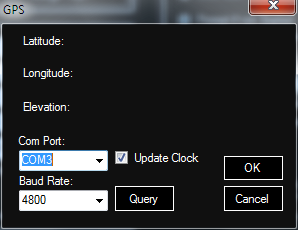 GPS
Latitude:
Longitude:
Elevation:
Com Port:
COM3
Update Clock
OK
Baud Rate:
4800
Query
Cancel